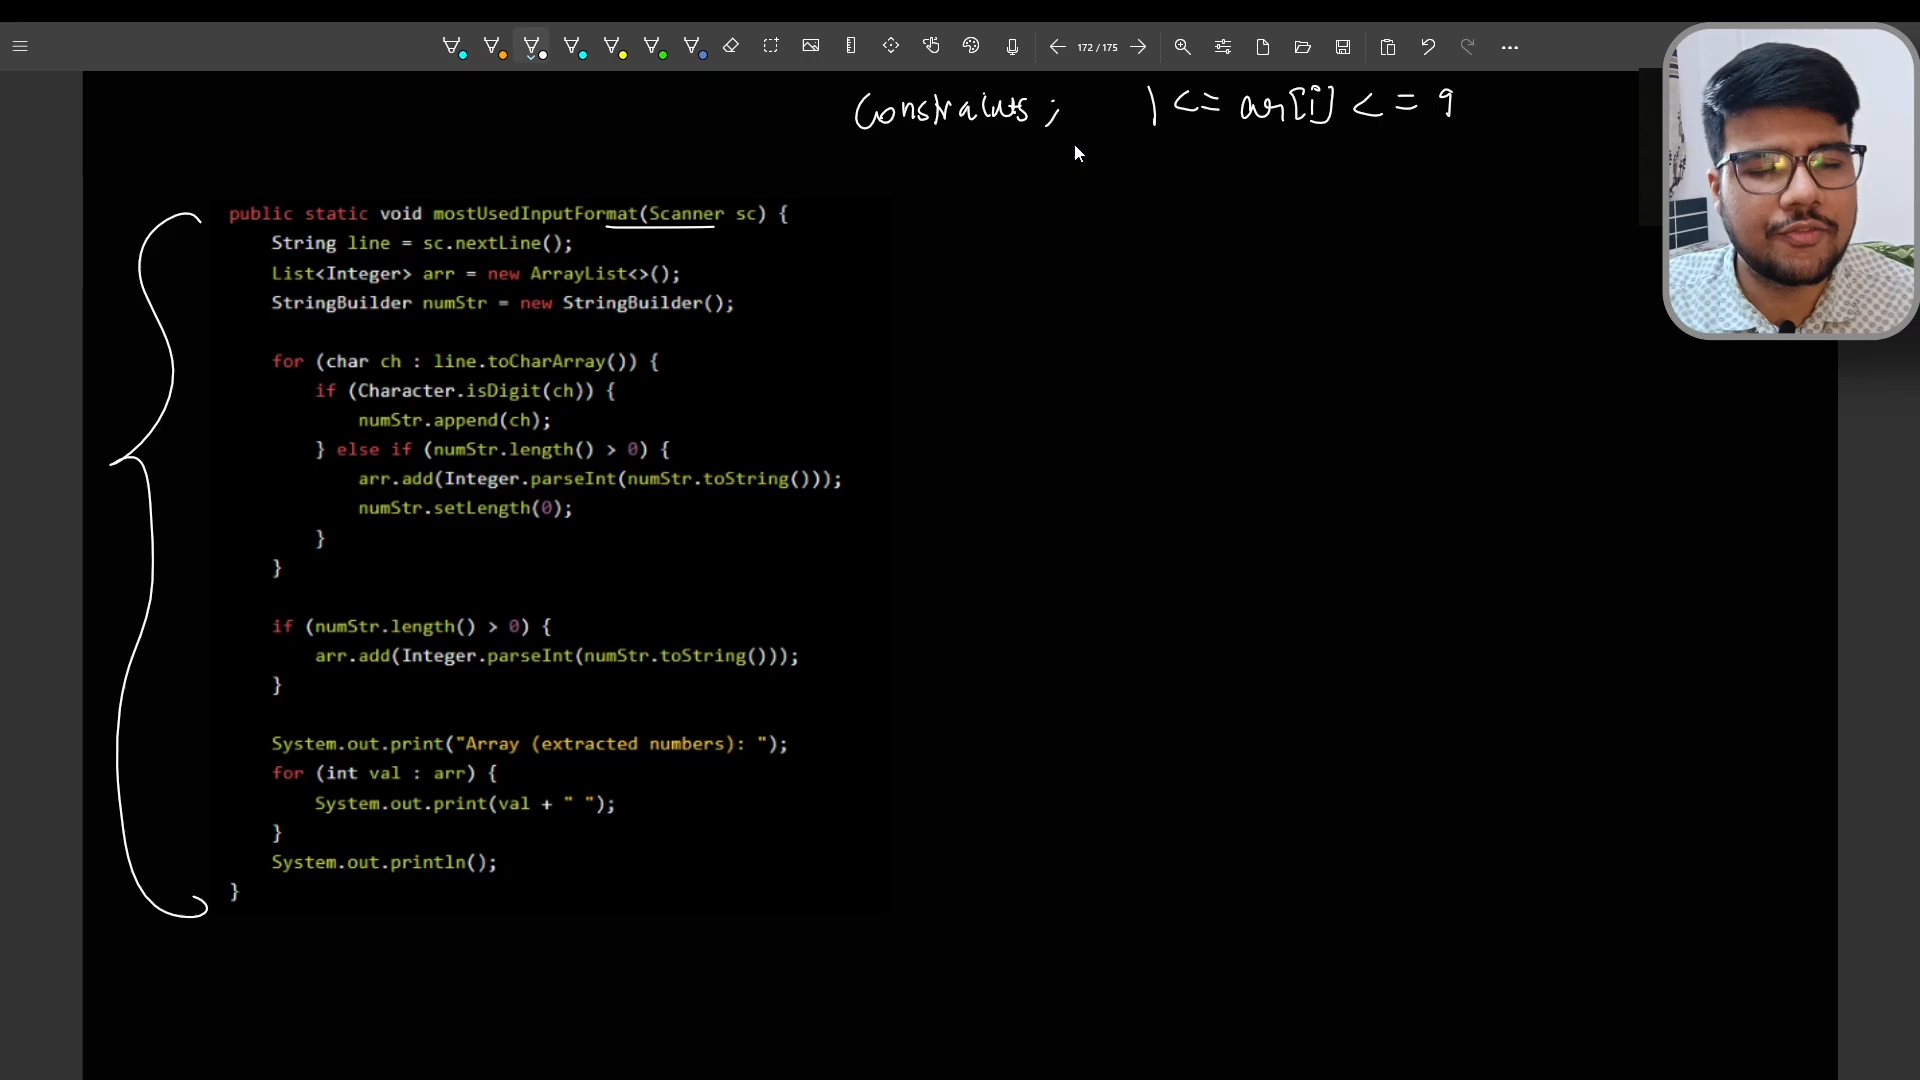 172 / 175
Constraints ; 1 <= ar[i] <= 9
public static void mostUsedInputFormat(Scanner sc) {
String line = sc.nextLine();
List<Integer> arr = new ArrayList<>();
StringBuilder numStr = new StringBuilder();
for (char ch : line.toCharArray()) {
if (Character.isDigit(ch)) {
numStr.append(ch);
} else if (numStr.length() > 0) {
arr.add(Integer.parseInt(numStr.toString()));
numStr.setLength(0);
}
}
if (numStr.length() > 0) {
arr.add(Integer.parseInt(numStr.toString()));
}
System.out.print("Array (extracted numbers): ");
for (int val : arr) {
System.out.print(val + " ");
}
System.out.println();
}